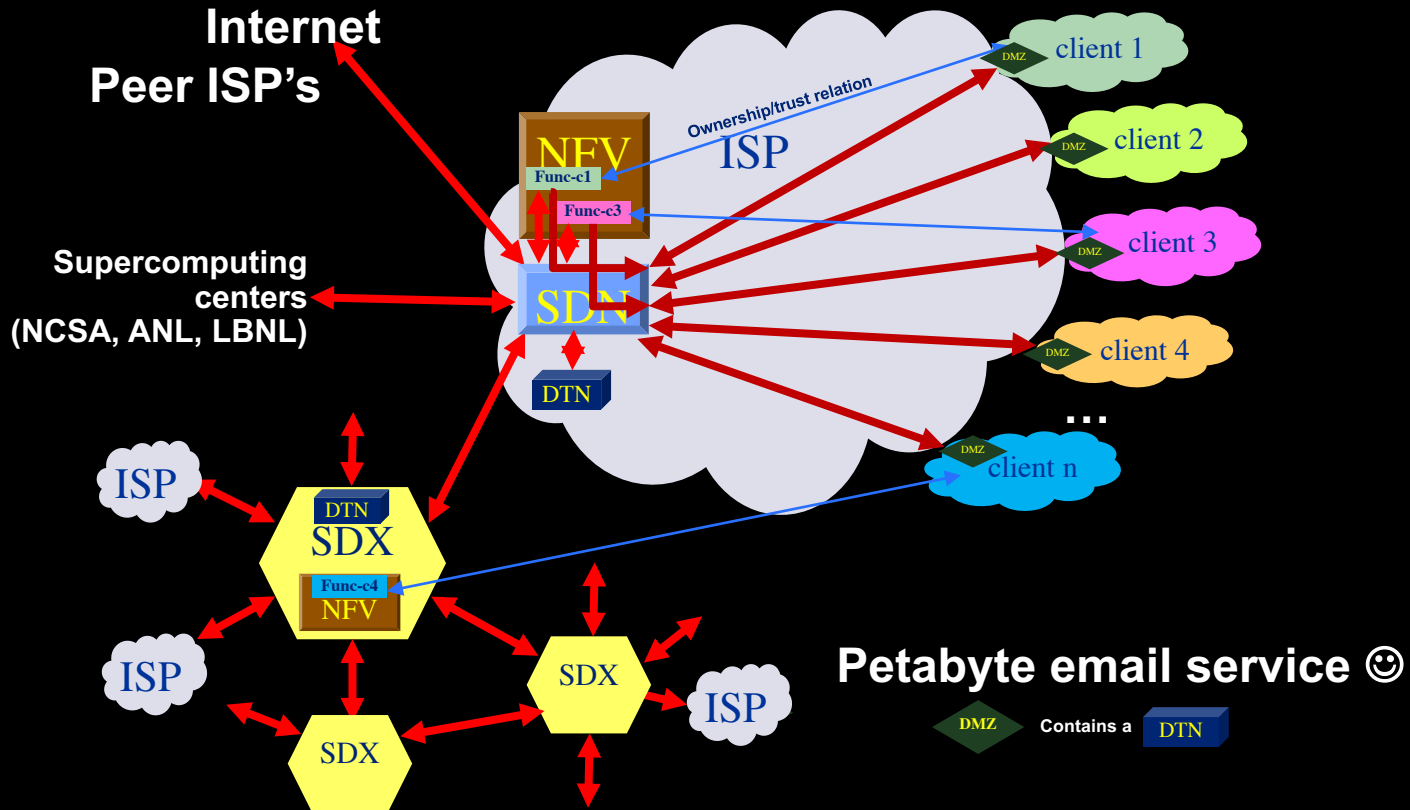 Internet
Peer ISP's
Supercomputing
centers
(NCSA, ANL, LBNL)
NFV
Func-c1
Func-c3
SDN
DTN
Ownership/trust relation
ISP
DMZ
client 1
DMZ
client 2
DMZ
client 3
DMZ
client 4
...
DMZ
client n
ISP
DTN
SDX
Func-c4
NFV
ISP
SDX
SDX
ISP
Petabyte email service ☺
DMZ
Contains a
DTN